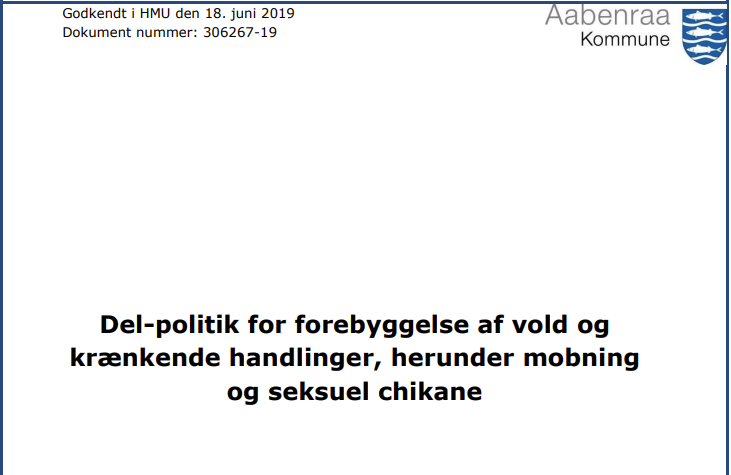 Godkendt i HMU den 18. juni 2019
Dokument nummer: 306267-19
Aabenraa
Kommune
Del-politik for forebyggelse af vold og
krænkende handlinger, herunder mobning
og seksuel chikane